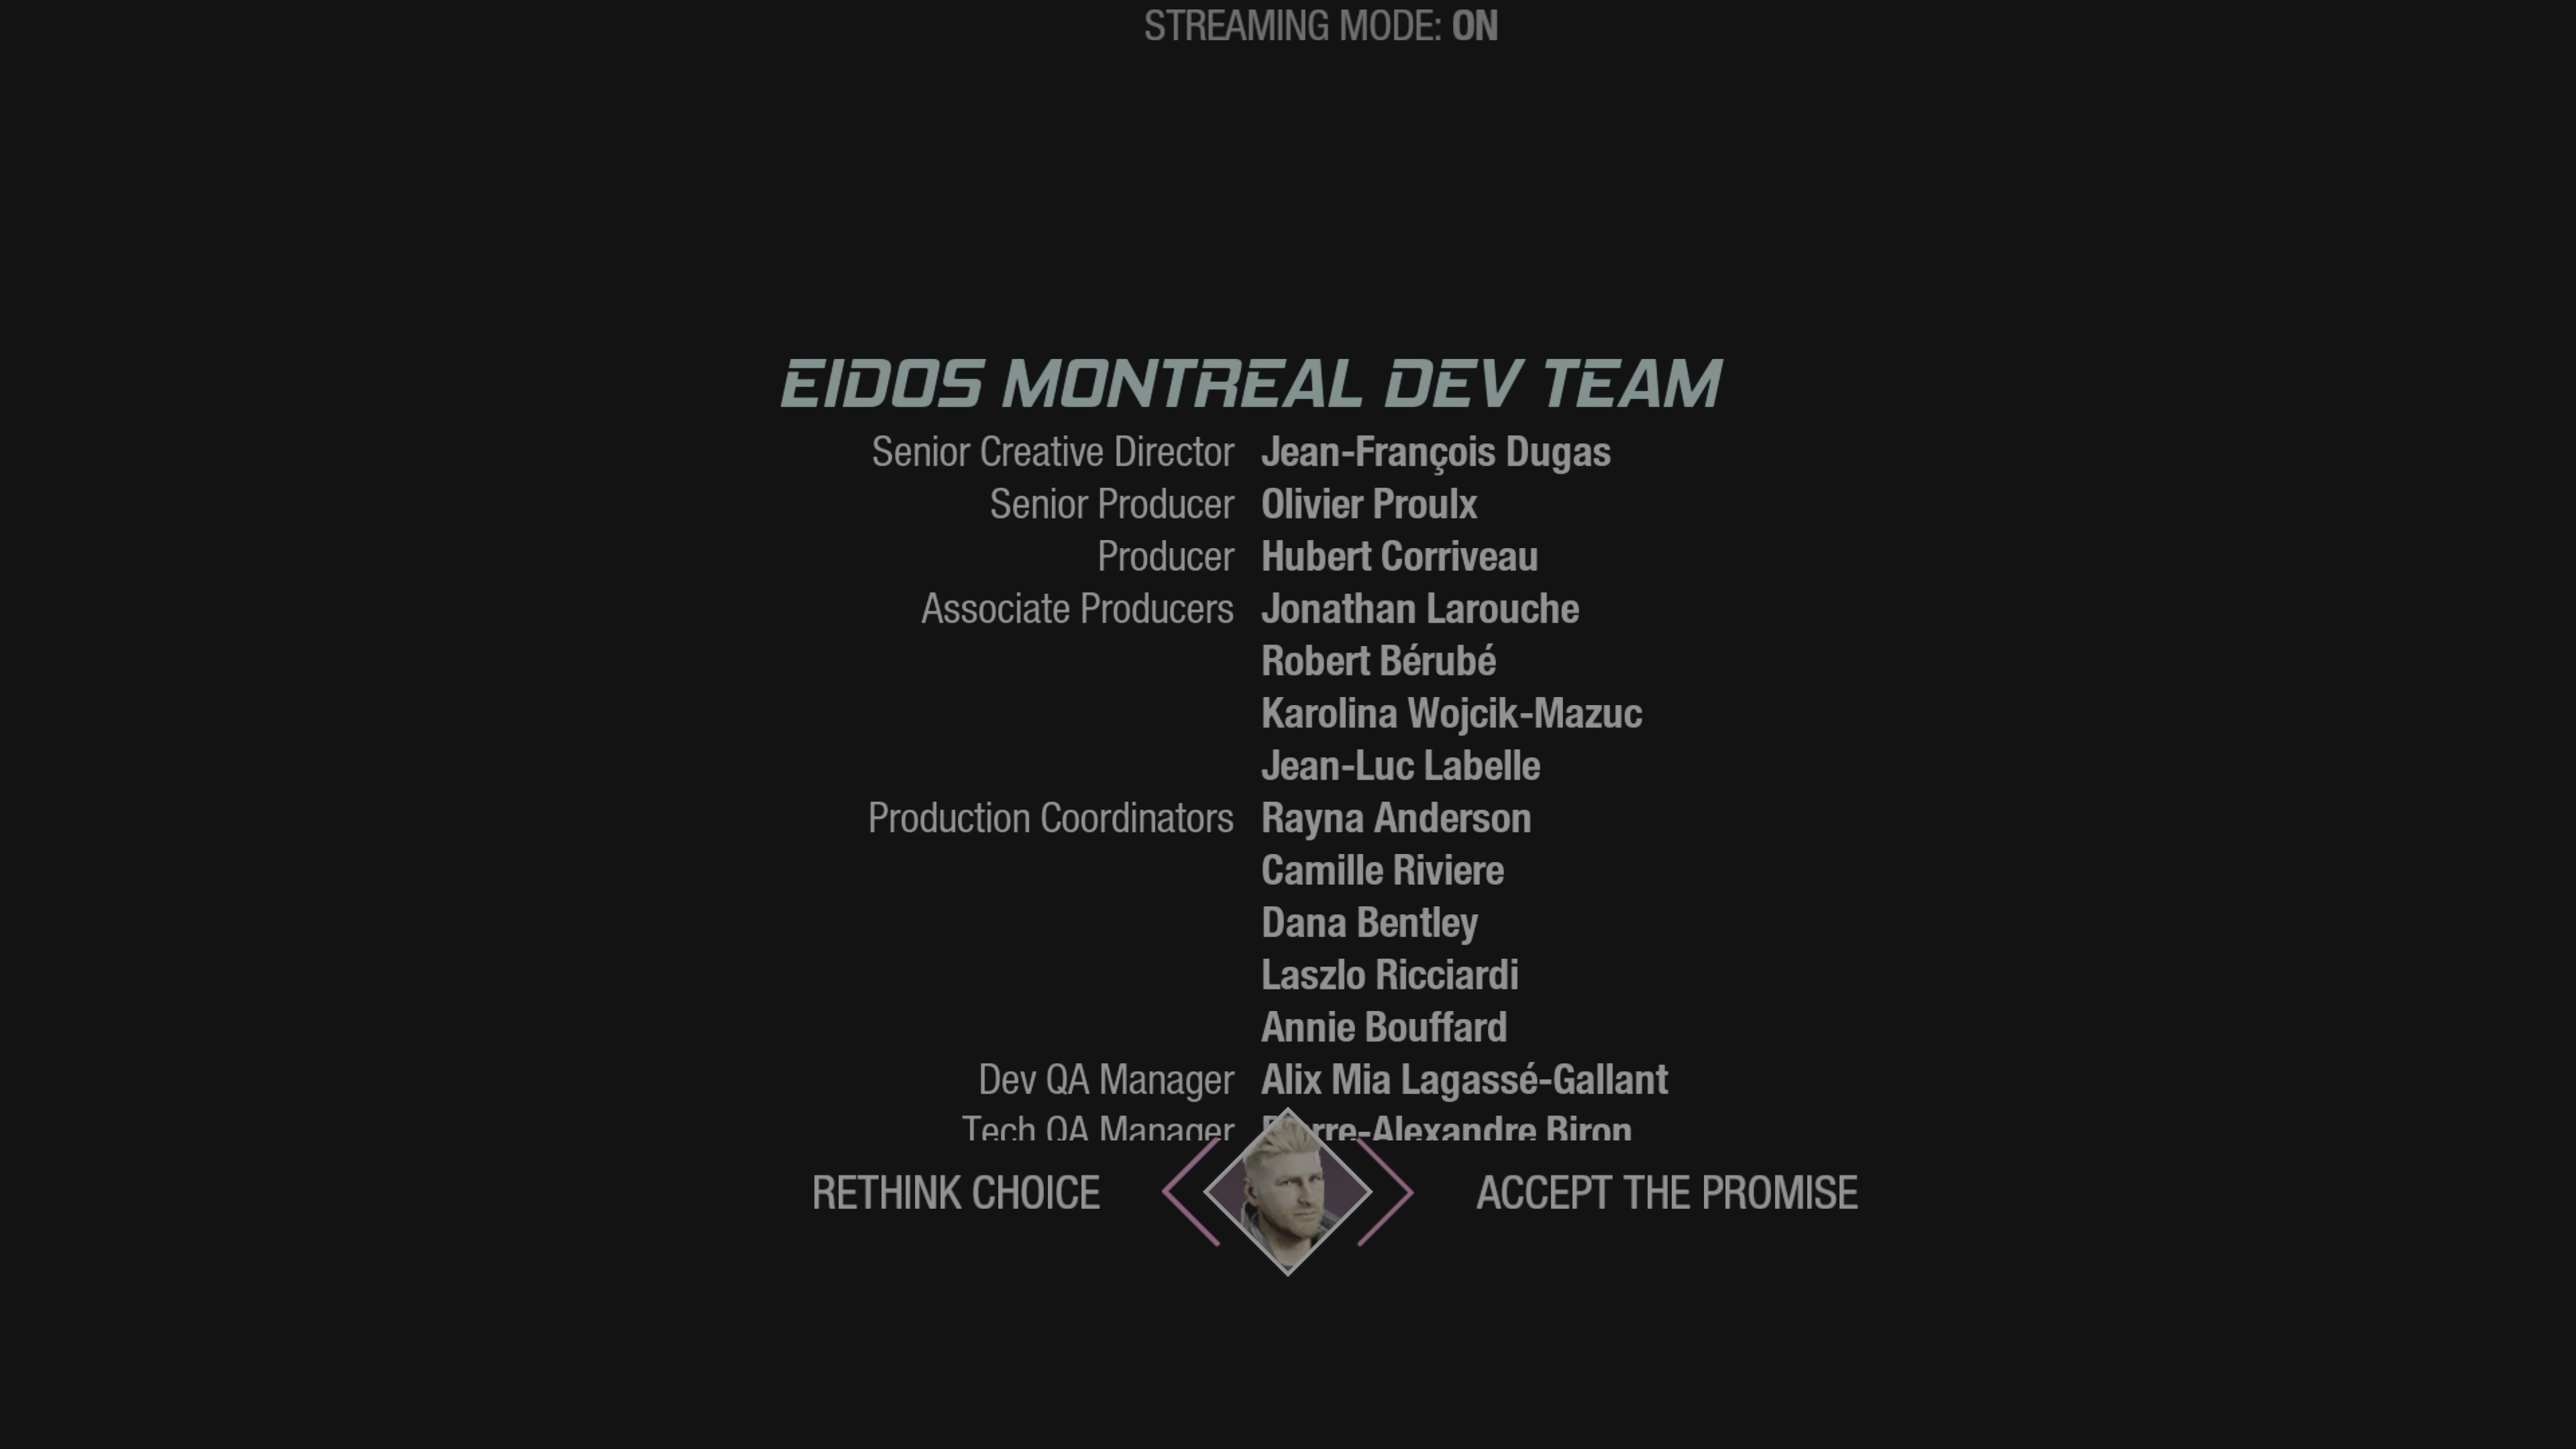 STREAMING MODE: ON
EIDOS MONTREAL DEV TEAM
Senior Creative Director Jean-François Dugas
Senior Producer Olivier Proulx
Producer Hubert Corriveau
Associate Producers Jonathan Larouche
Robert Bérubé
Karolina Wojcik-Mazuc
Jean-Luc Labelle
Production Coordinators Rayna Anderson
Camille Riviere
Dana Bentley
Laszlo Ricciardi
Annie Bouffard
Dev QA Manager Alix Mia Lagassé-Gallant
Tech QA Manager Biron
RETHINK CHOICE ACCEPT THE PROMISE